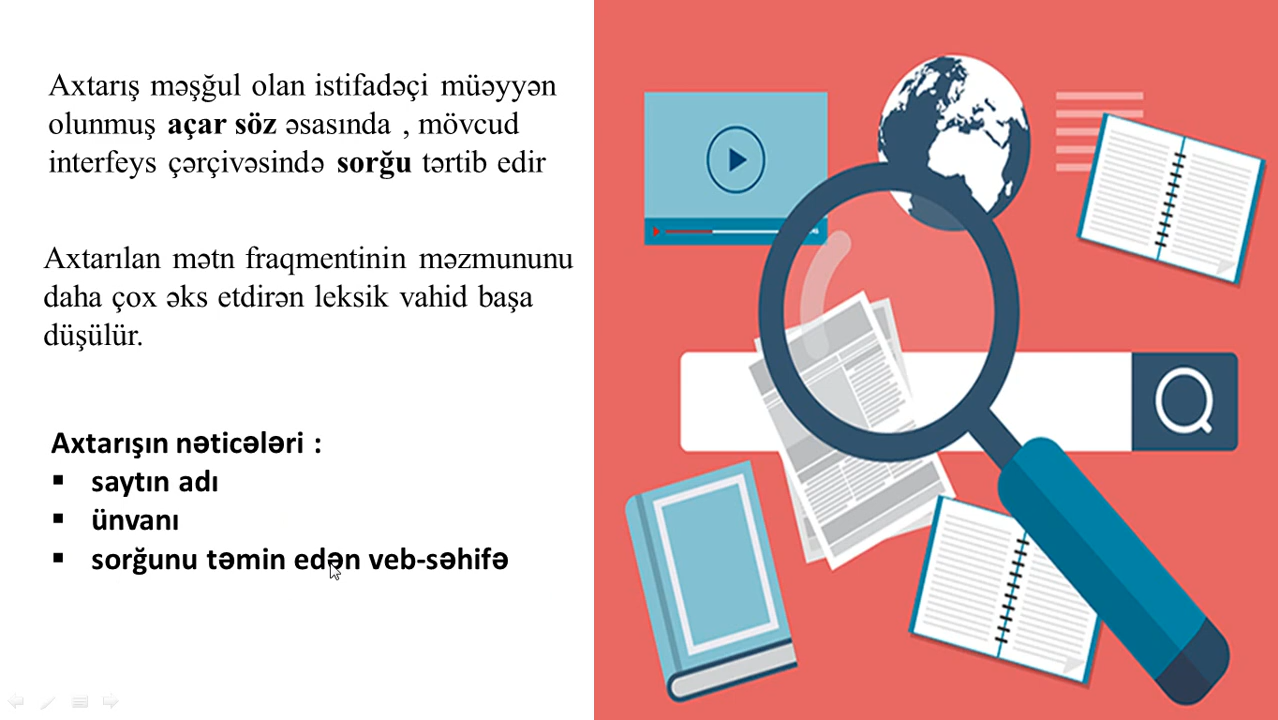 Axtarış məşğul olan istifadəçi müəyyən
olunmuş açar söz əsasında , mövcud
interfeys çərçivəsində sorğu tərtib edir
Axtarılan mətn fraqmentinin məzmununu
daha çox əks etdirən leksik vahid başa
düşülür.
Axtarışın nəticələri :
▪ saytın adı
▪ ünvanı
▪ sorğunu təmin edən veb-səhifə